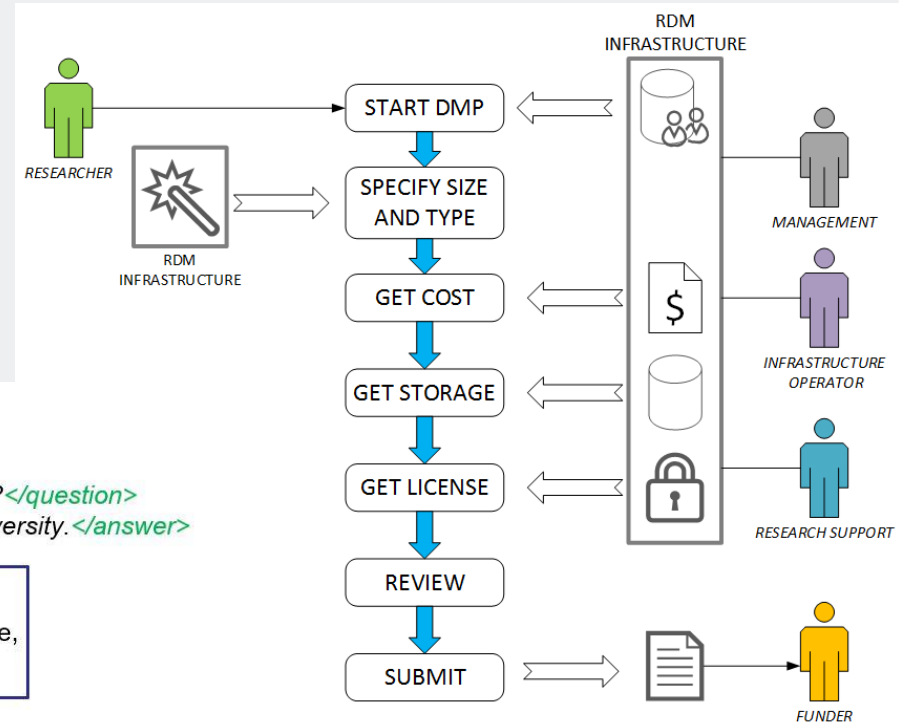 RDM
INFRASTRUCTURE
START DMP
RESEARCHER
SPECIFY SIZE
AND TYPE
MANAGEMENT
RDM
INFRASTRUCTURE
GET COST
$
INFRASTRUCTURE
OPERATOR
GET STORAGE
?</question>
GET LICENSE
versity.</answer>
RESEARCH SUPPORT
REVIEW
e,
SUBMIT
FUNDER